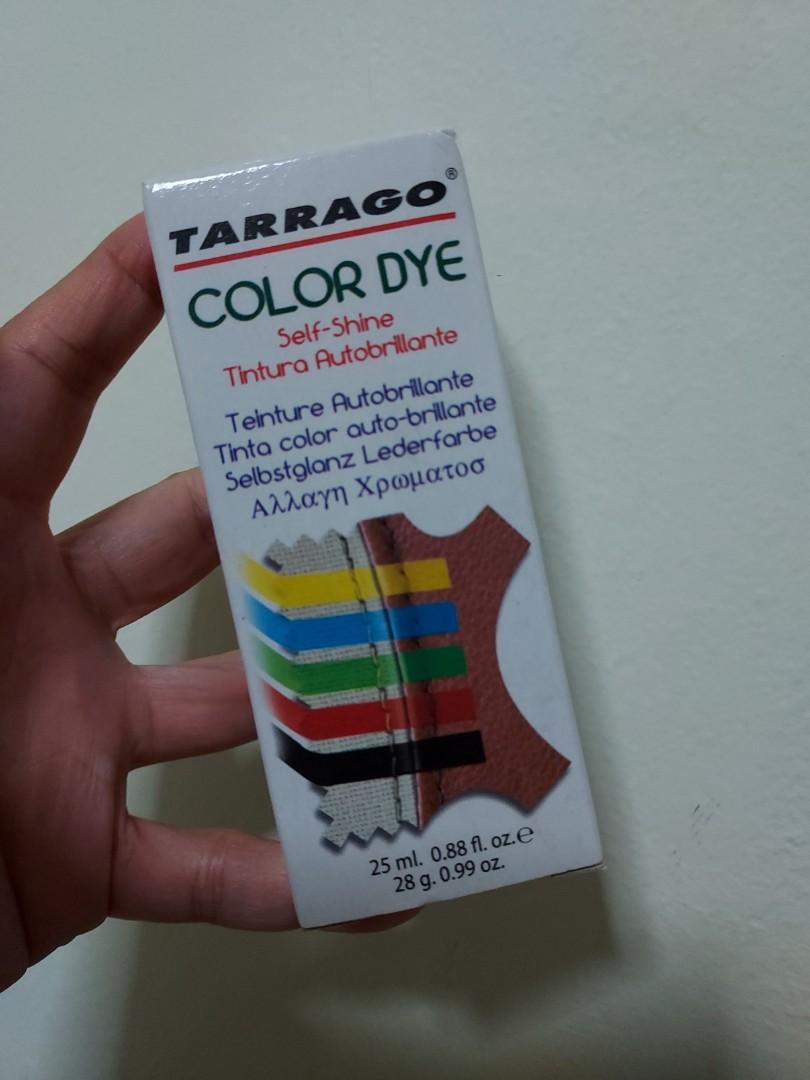 TARRAGO®
COLOR DYE
Self-Shine
Tintura Autobrillante
Teinture Autobrillante
Tinta color auto-brillante
Selbstglanz Lederfarbe
Αλλαγη Χρωματοσ
25 ml. 0.88 fl. oz.℮
28 g. 0.99 oz.